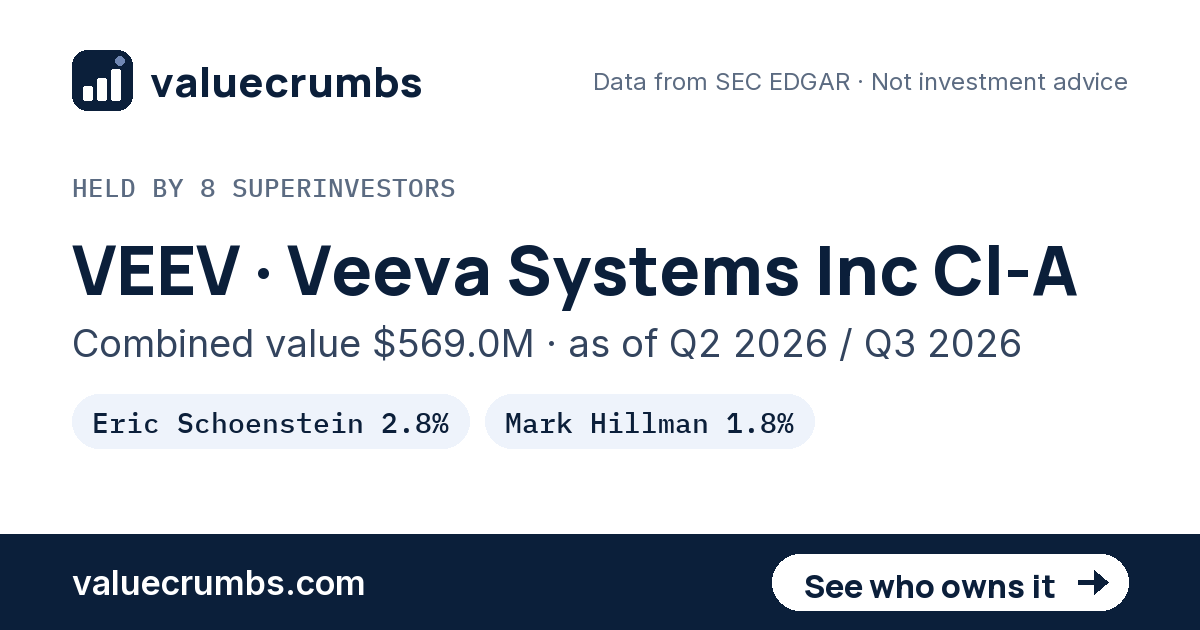 valuecrumbs
Data from SEC EDGAR · Not investment advice
HELD BY 8 SUPERINVESTORS
VEEV · Veeva Systems Inc Cl-A
Combined value $569.0M · as of Q2 2026 / Q3 2026
Eric Schoenstein 2.8%
Mark Hillman 1.8%
valuecrumbs.com
See who owns it →